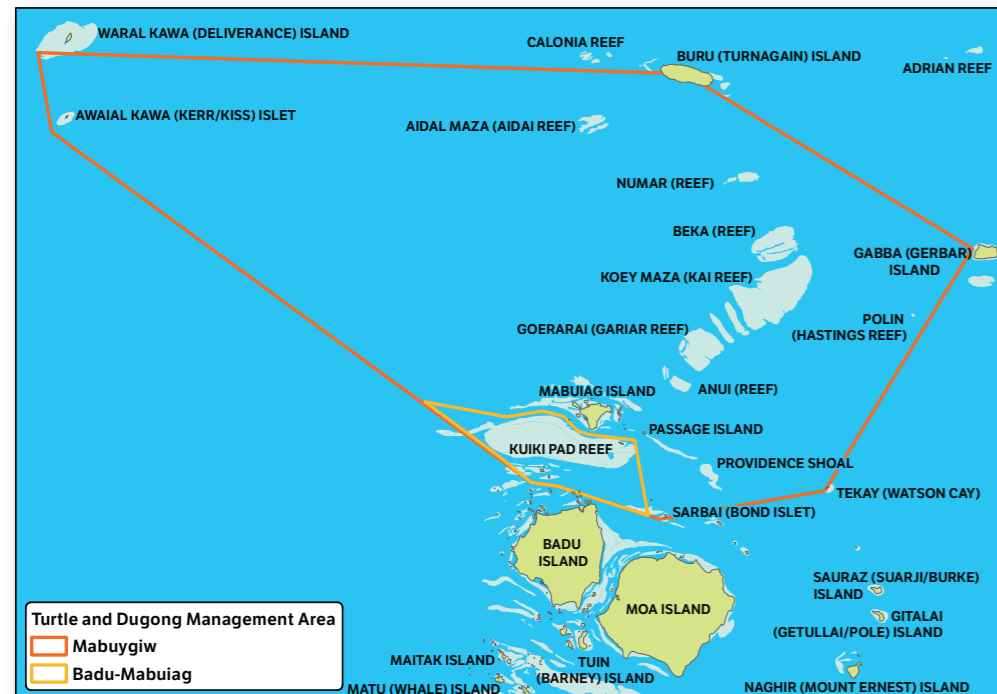 WARAL KAWA (DELIVERANCE) ISLAND
CALONIA REEF
BURU (TURNAGAIN) ISLAND
ADRIAN REEF
AWAIAL KAWA (KERR/KISS) ISLET
AIDAL MAZA (AIDAI REEF)
NUMAR (REEF)
BEKA (REEF)
GABBA (GERBAR)
ISLAND
KOEY MAZA (KAI REEF)
POLIN
(HASTINGS REEF)
GOERARAI (GARIAR REEF)
MABUIAG ISLAND
ANUI (REEF)
PASSAGE ISLAND
KUIKI PAD REEF
PROVIDENCE SHOAL
TEKAY (WATSON CAY)
SARBAI (BOND ISLET)
BADU
ISLAND
MOA ISLAND
SAURAZ (SUARJI/BURKE)
ISLAND
GITALAI
(GETULLAI/POLE) ISLAND
MAITAK ISLAND
TUIN
(BARNEY) ISLAND
MATU (WHALE) ISLAND
NAGHIR (MOUNT ERNEST) ISLAND
Turtle and Dugong Management Area
Mabuygiw
Badu-Mabuiag